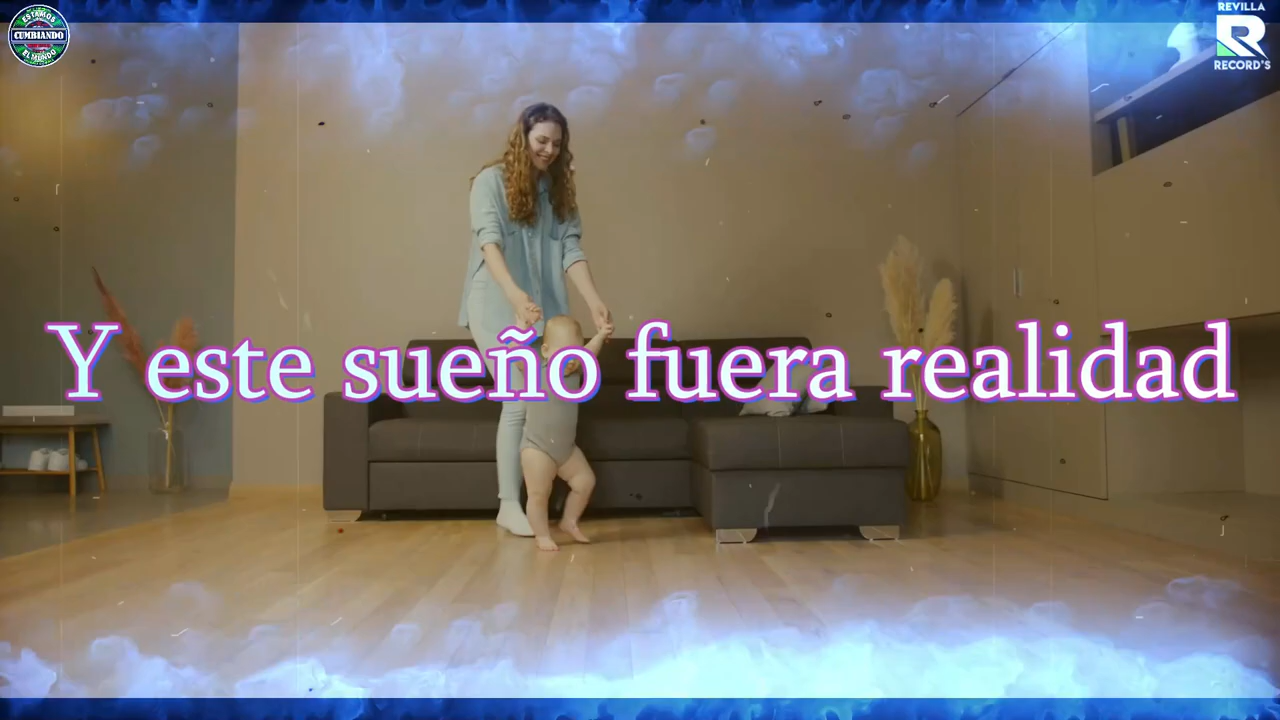 ESTAMOS
CUMBIANDO
EL MUNDO
REVILLA
R
RECORD'S
Y este sueño fuera realidad